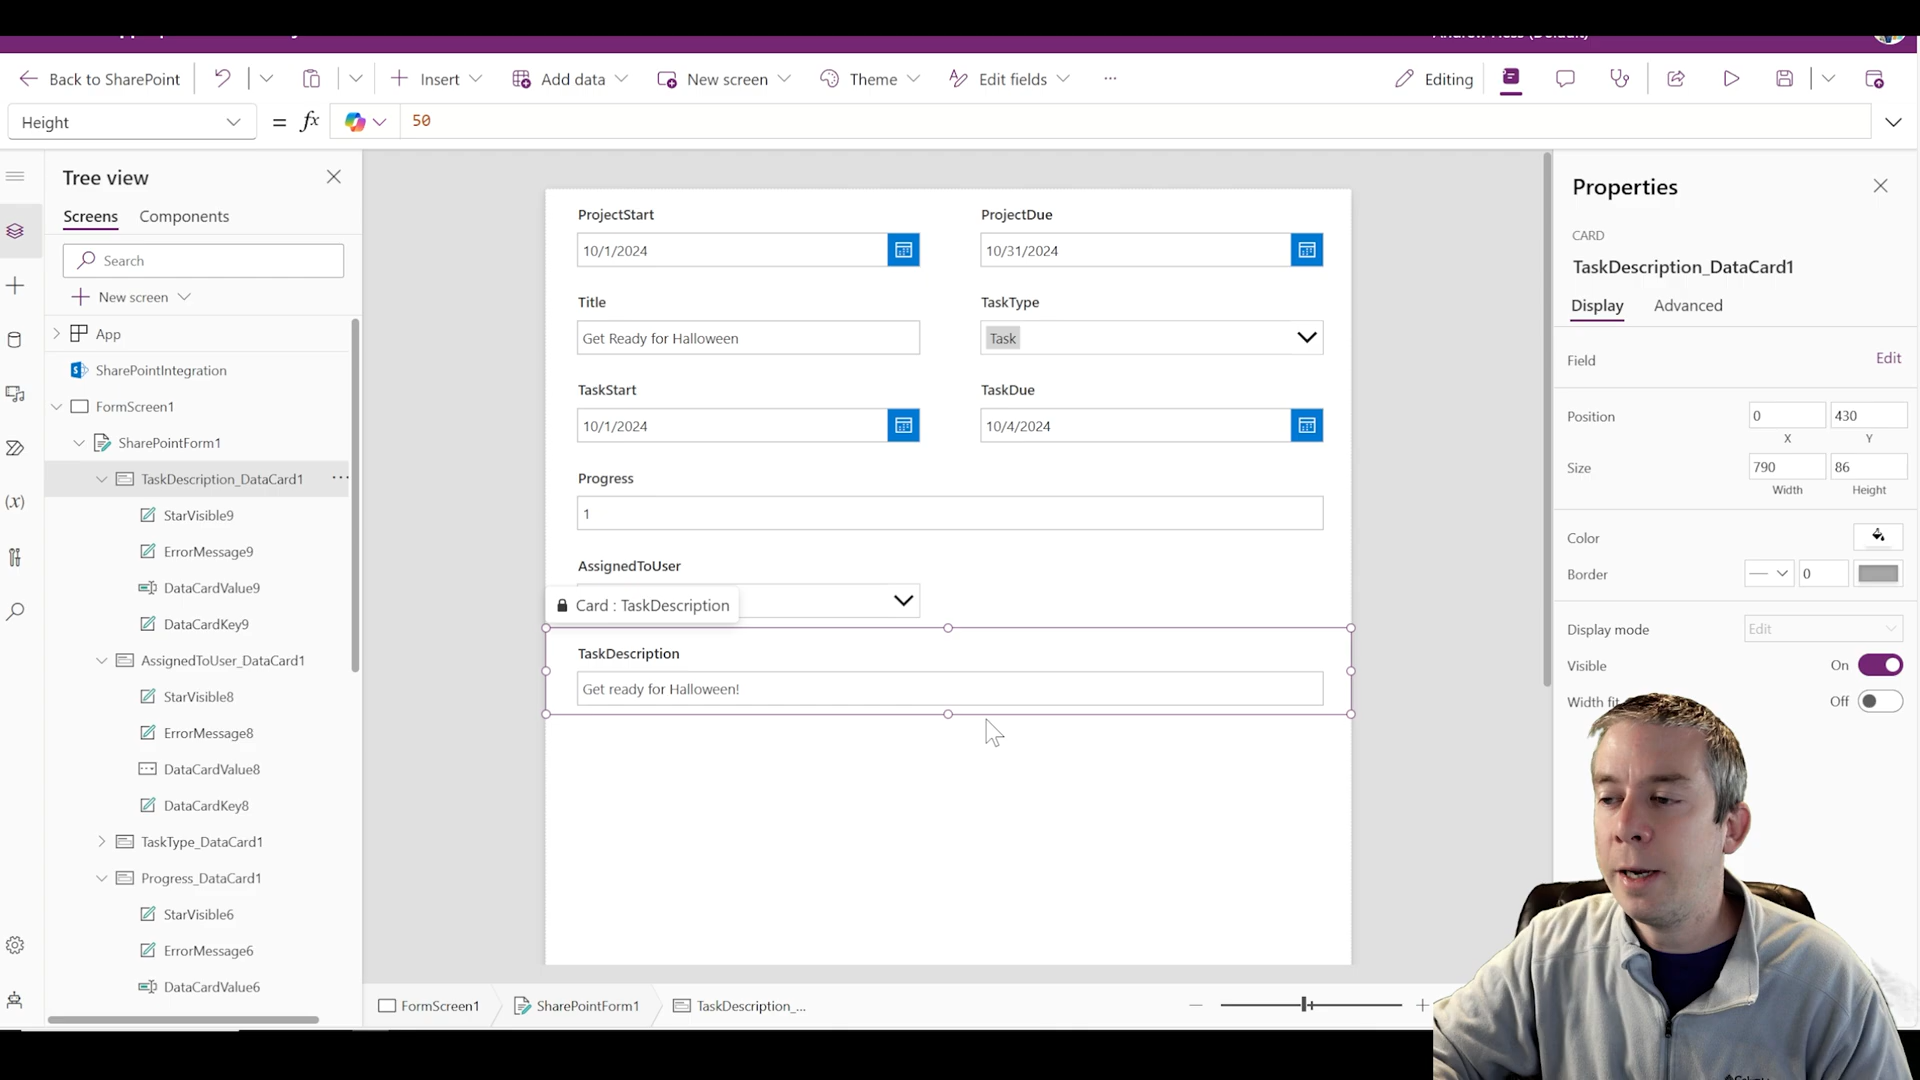 Back to SharePoint
Insert
Add data
New screen
Theme
Edit fields
Editing
Height
=
fx
50
Tree view
Screens
Components
Search
New screen
App
SharePointIntegration
FormScreen1
SharePointForm1
TaskDescription_DataCard1
StarVisible9
ErrorMessage9
DataCardValue9
DataCardKey9
AssignedToUser_DataCard1
StarVisible8
ErrorMessage8
DataCardValue8
DataCardKey8
TaskType_DataCard1
Progress_DataCard1
StarVisible6
ErrorMessage6
DataCardValue6
ProjectStart
ProjectDue
10/1/2024
10/31/2024
Title
TaskType
Get Ready for Halloween
Task
TaskStart
TaskDue
10/1/2024
10/4/2024
Progress
1
AssignedToUser
Card : TaskDescription
TaskDescription
Get ready for Halloween!
FormScreen1
SharePointForm1
TaskDescription_...
Properties
CARD
TaskDescription_DataCard1
Display
Advanced
Field
Edit
Position
0
430
X
Y
Size
790
86
Width
Height
Color
Border
0
Display mode
Edit
Visible
On
Width fit
Off